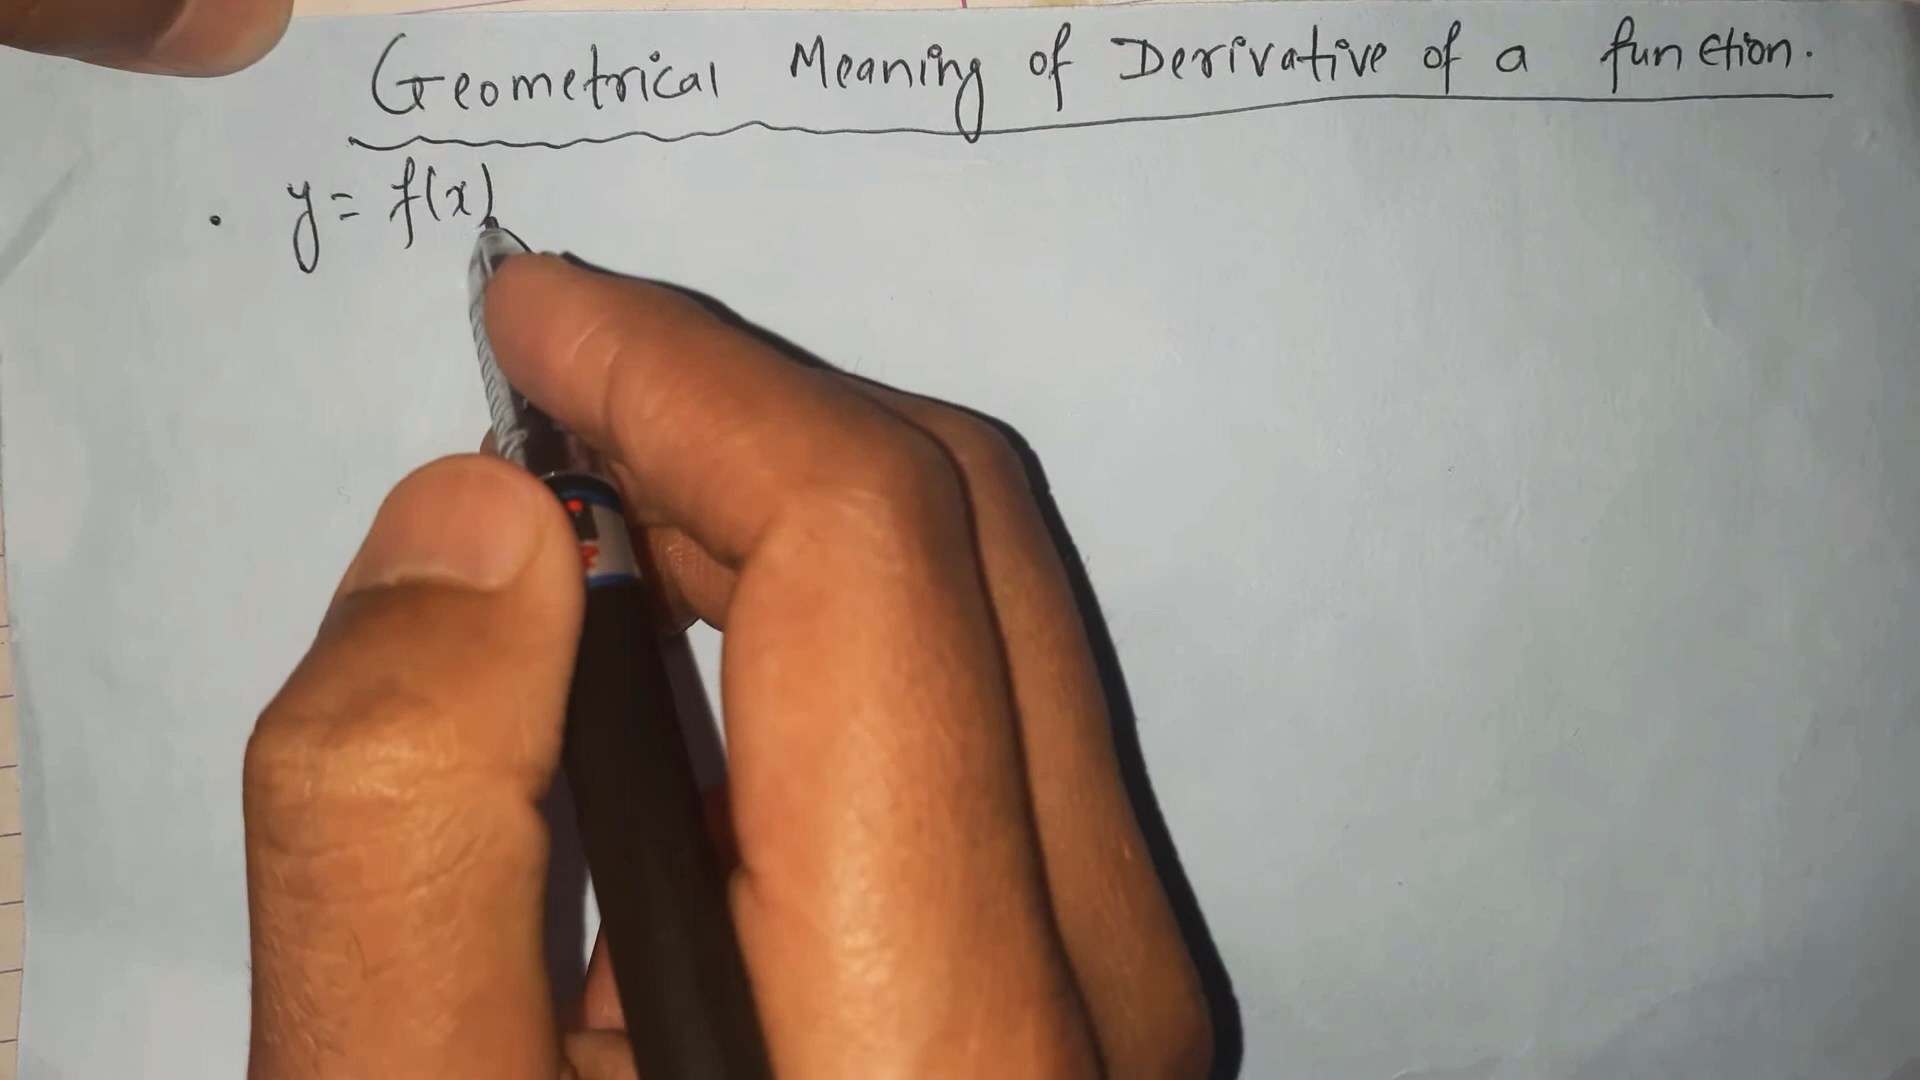 Geometrical Meaning of Derivative of a function.
. y = f(x)